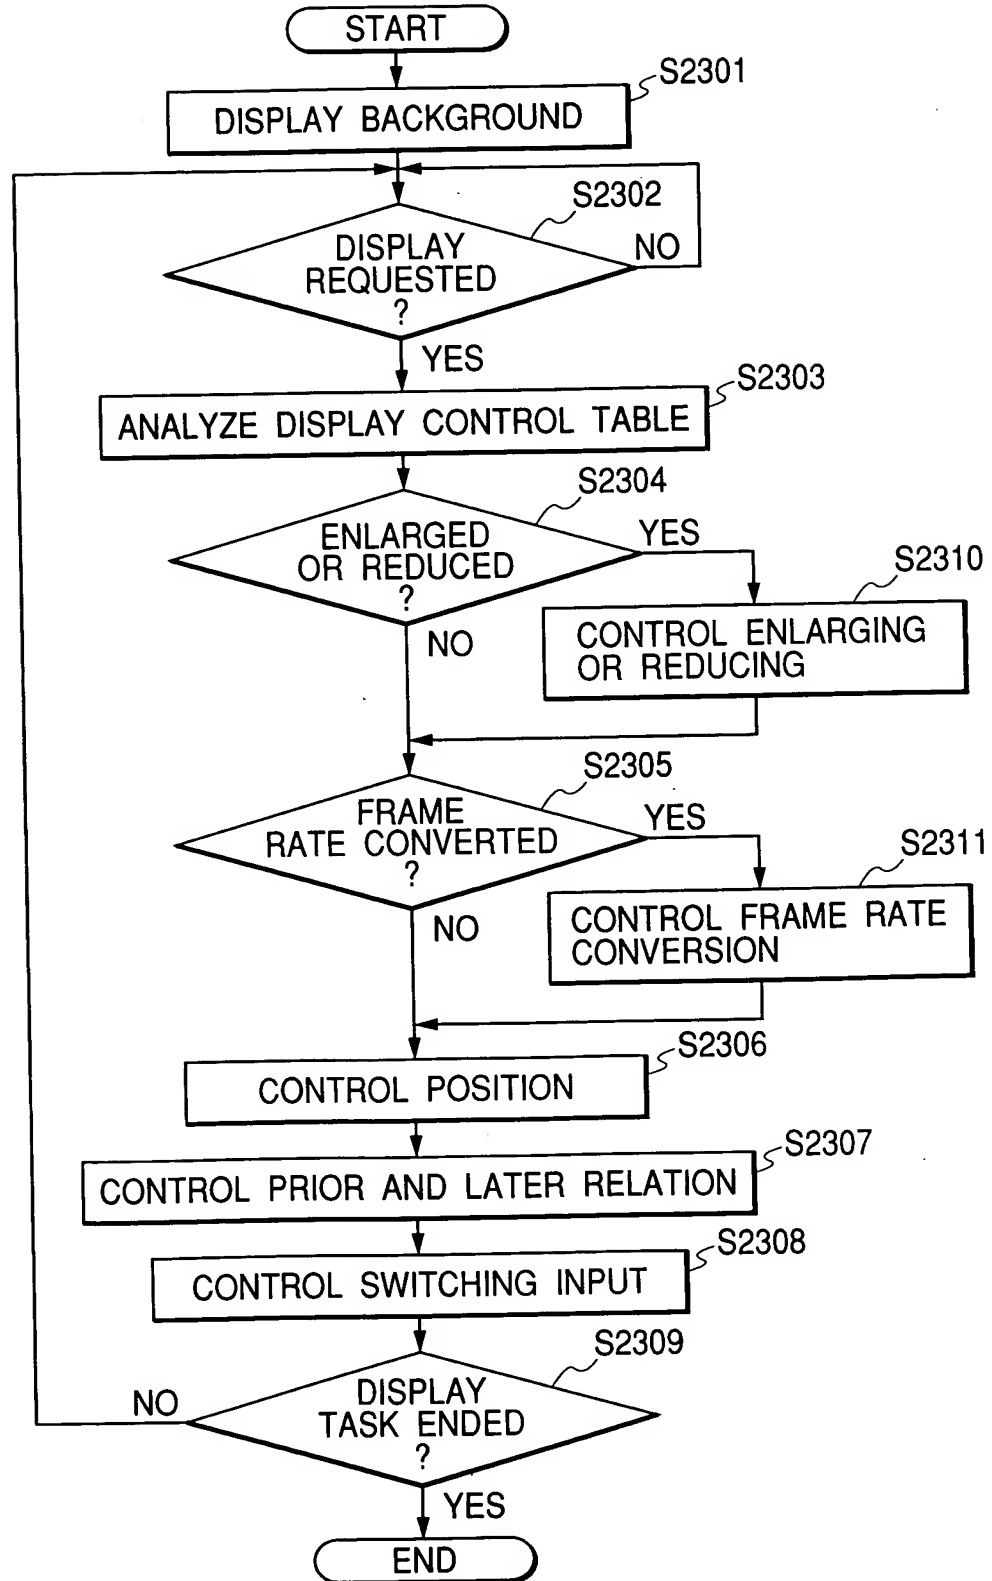 START
S2301
DISPLAY BACKGROUND
S2302
DISPLAY
REQUESTED
?
NO
YES
S2303
ANALYZE DISPLAY CONTROL TABLE
S2304
ENLARGED
OR REDUCED
?
YES
NO
S2310
CONTROL ENLARGING
OR REDUCING
S2305
FRAME
RATE CONVERTED
?
YES
NO
S2311
CONTROL FRAME RATE
CONVERSION
S2306
CONTROL POSITION
S2307
CONTROL PRIOR AND LATER RELATION
S2308
CONTROL SWITCHING INPUT
S2309
DISPLAY
TASK ENDED
?
NO
YES
END